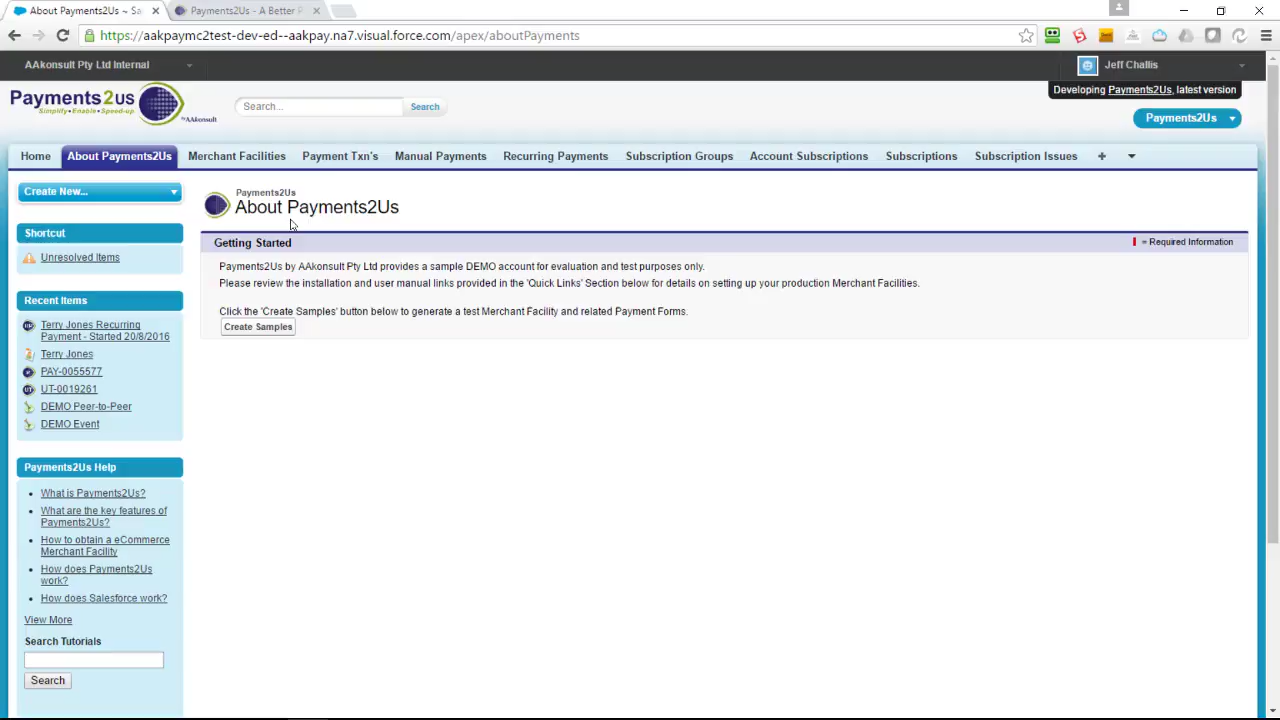 About Payments2Us ~ Sa
Payments2Us - A Better P
https://aakpaymc2test-dev-ed--aakpay.na7.visual.force.com/apex/aboutPayments
AAkonsult Pty Ltd Internal
Jeff Challis
Developing Payments2Us, latest version
Payments2us
Simplify•Enable•Speed-up
by AAkonsult
Search...
Search
Payments2Us
Home
About Payments2Us
Merchant Facilities
Payment Txn's
Manual Payments
Recurring Payments
Subscription Groups
Account Subscriptions
Subscriptions
Subscription Issues
+
Create New...
Shortcut
Unresolved Items
Recent Items
Terry Jones Recurring
Payment - Started 20/8/2016
Terry Jones
PAY-0055577
UT-0019261
DEMO Peer-to-Peer
DEMO Event
Payments2Us Help
What is Payments2Us?
What are the key features of
Payments2Us?
How to obtain a eCommerce
Merchant Facility
How does Payments2Us
work?
How does Salesforce work?
View More
Search Tutorials
Search
Payments2Us
About Payments2Us
Getting Started
= Required Information
Payments2Us by AAkonsult Pty Ltd provides a sample DEMO account for evaluation and test purposes only.
Please review the installation and user manual links provided in the 'Quick Links' Section below for details on setting up your production Merchant Facilities.
Click the 'Create Samples' button below to generate a test Merchant Facility and related Payment Forms.
Create Samples